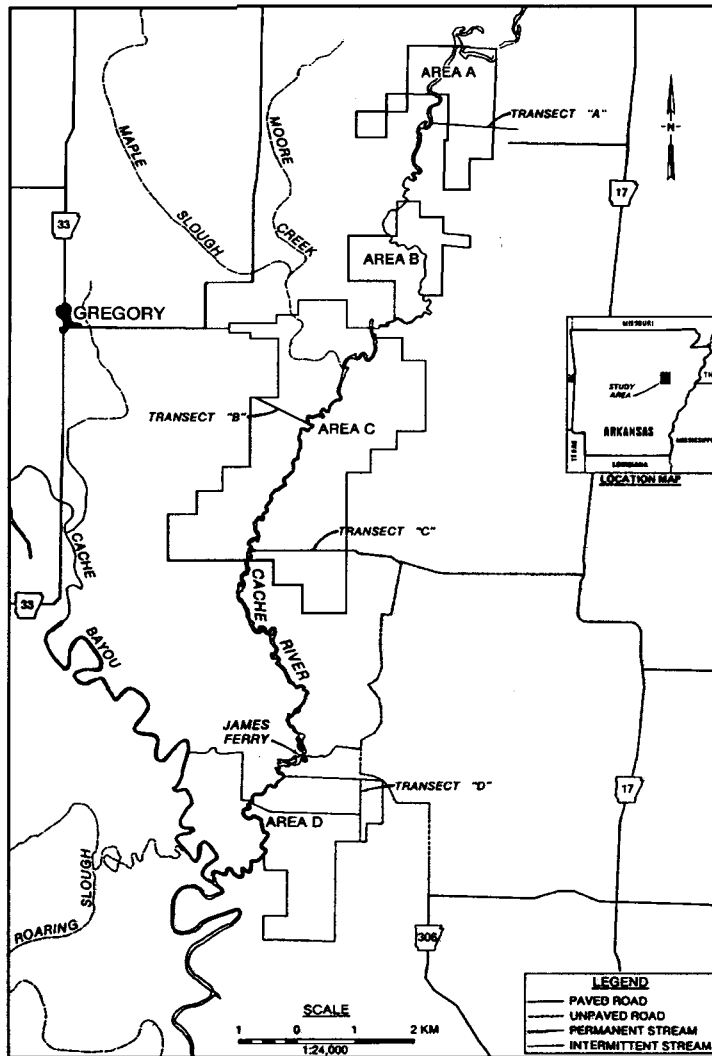 AREA A
TRANSECT "A"
MAPLE
SLOUGH
MOORE
CREEK
N
17
33
AREA B
GREGORY
MISSOURI
STUDY
AREA
ARKANSAS
MISSISSIPPI
TEXAS
LOUISIANA
LOCATION MAP
TRANSECT "B"
AREA C
TRANSECT "C"
CACHE
BAYOU
33
CACHE
RIVER
JAMES
FERRY
TRANSECT "D"
17
AREA D
ROARING
SLOUGH
306
SCALE
1 0 1 2 KM
1:24,000
LEGEND
PAVED ROAD
UNPAVED ROAD
PERMANENT STREAM
INTERMITTENT STREAM